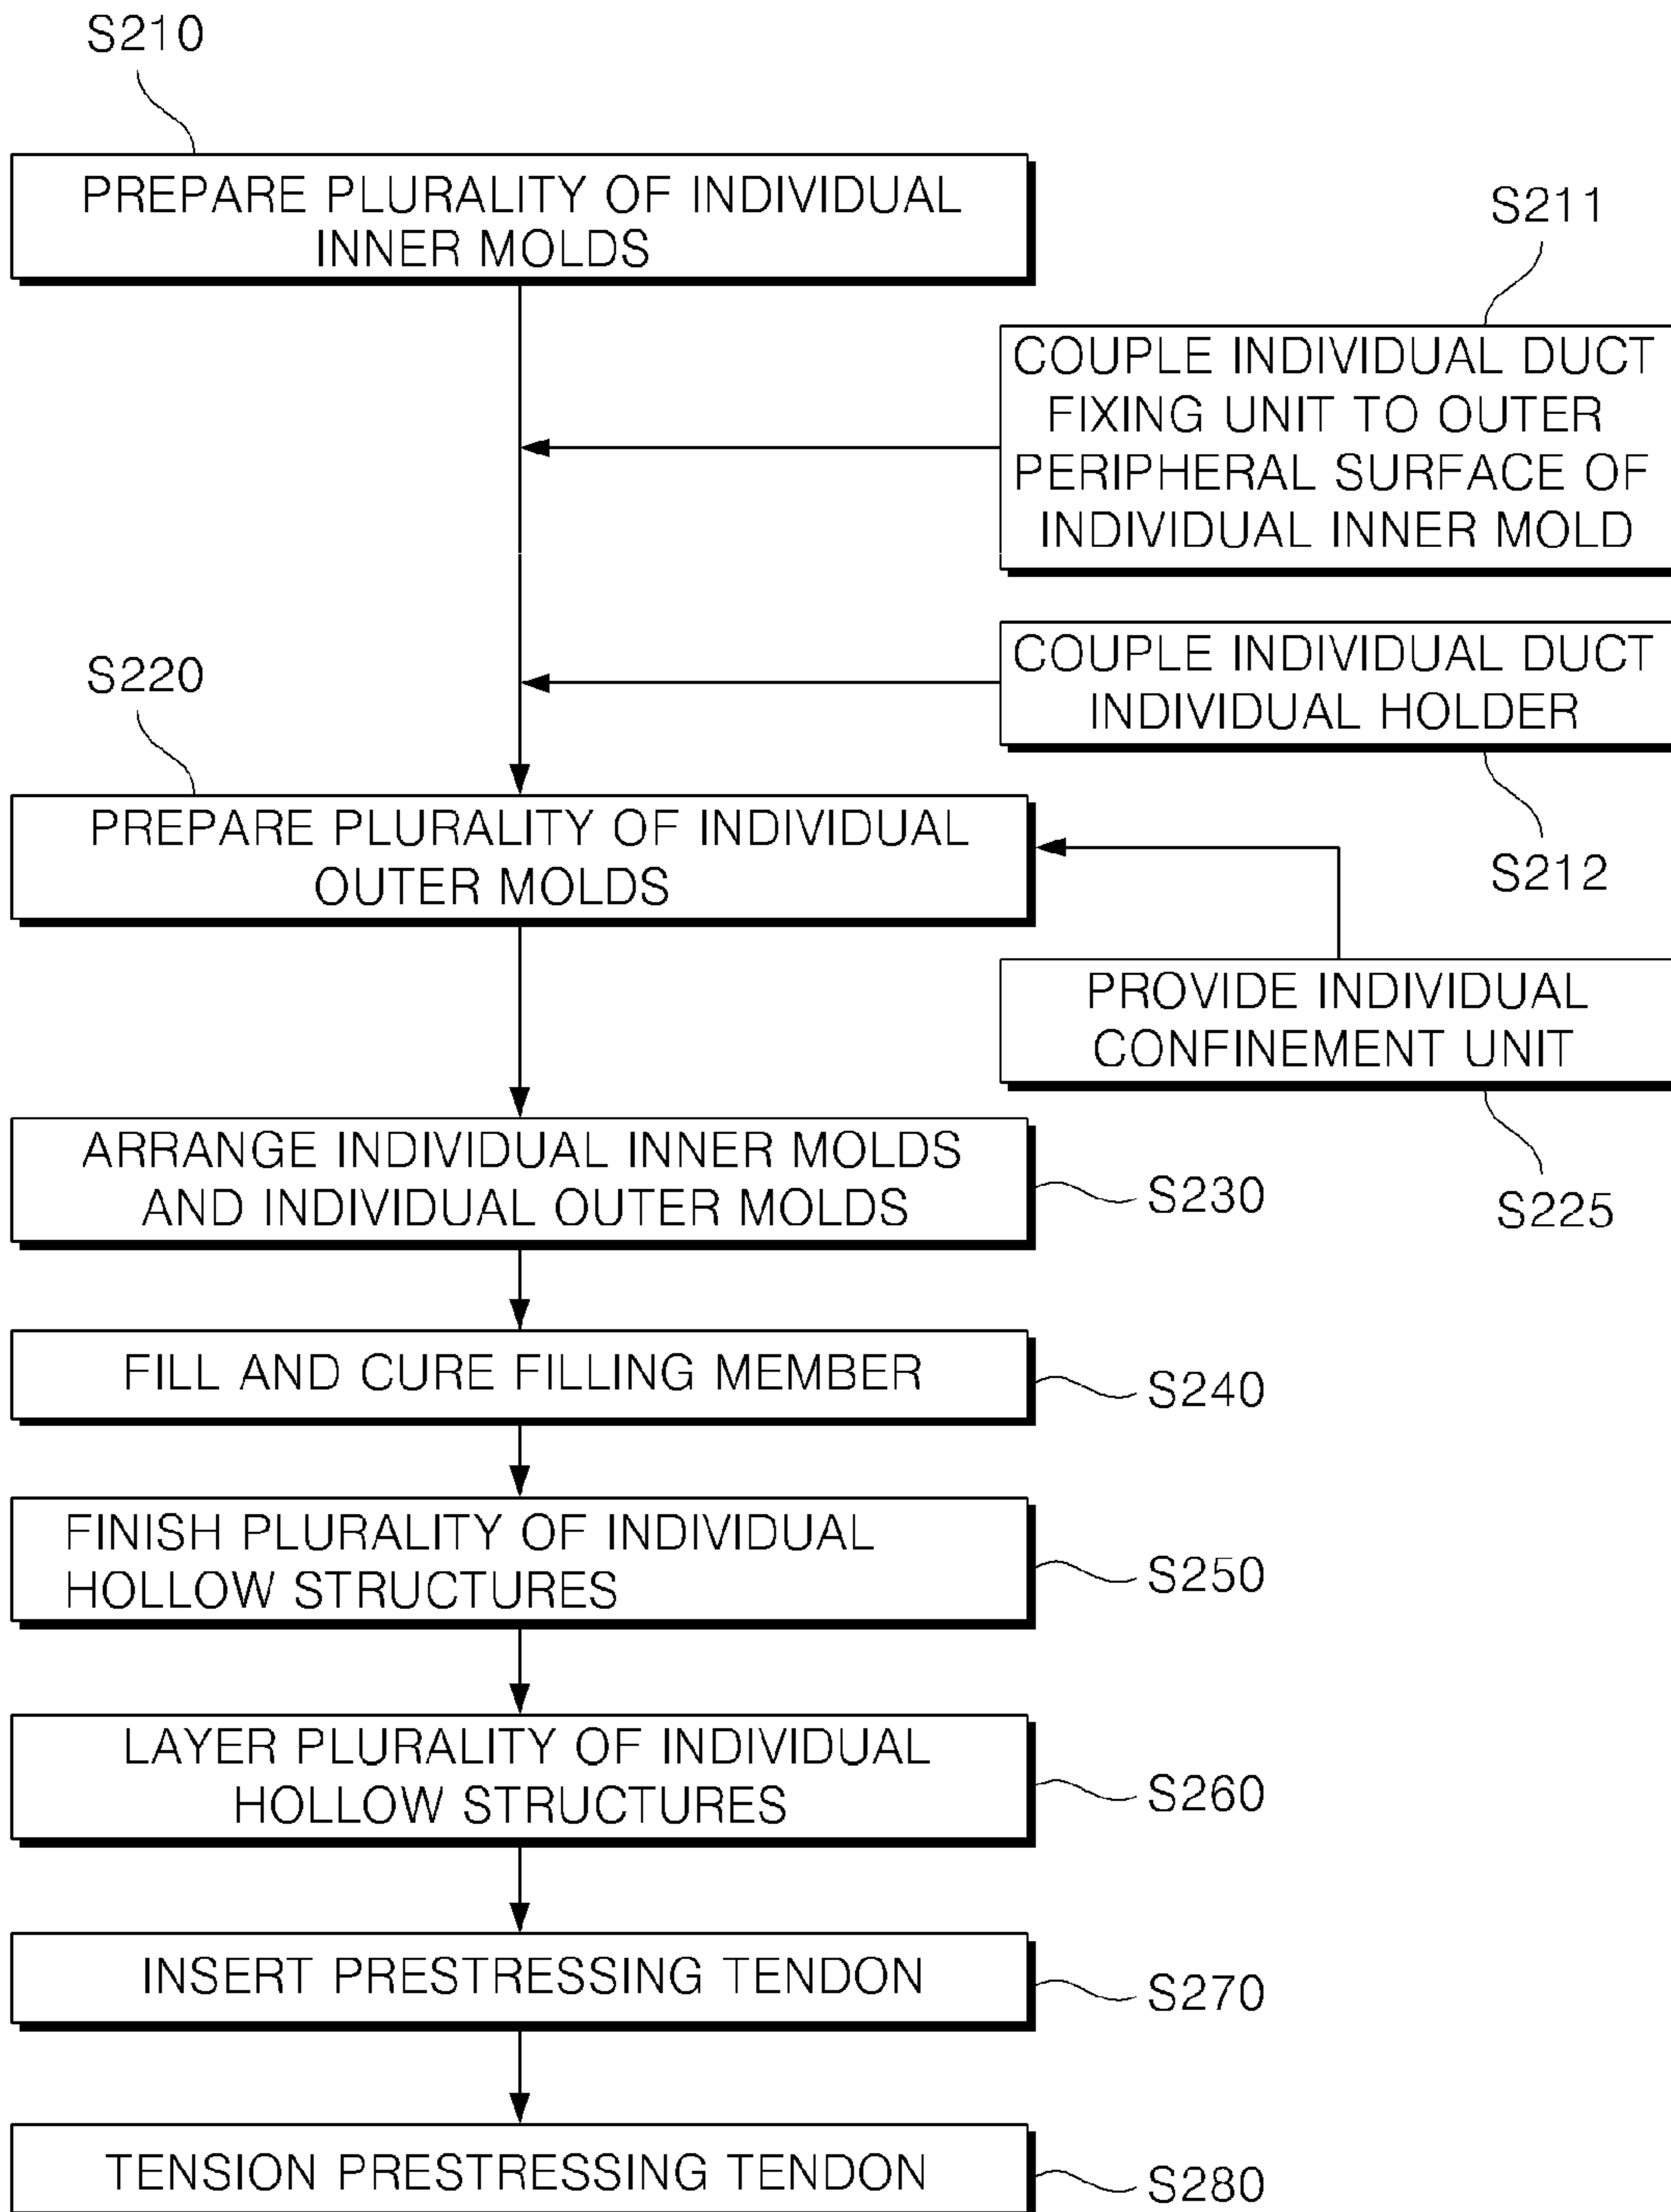 S210
PREPARE PLURALITY OF INDIVIDUAL
INNER MOLDS
S211
COUPLE INDIVIDUAL DUCT
FIXING UNIT TO OUTER
PERIPHERAL SURFACE OF
INDIVIDUAL INNER MOLD
COUPLE INDIVIDUAL DUCT
INDIVIDUAL HOLDER
S212
S220
PREPARE PLURALITY OF INDIVIDUAL
OUTER MOLDS
PROVIDE INDIVIDUAL
CONFINEMENT UNIT
S225
ARRANGE INDIVIDUAL INNER MOLDS
AND INDIVIDUAL OUTER MOLDS
S230
FILL AND CURE FILLING MEMBER
S240
FINISH PLURALITY OF INDIVIDUAL
HOLLOW STRUCTURES
S250
LAYER PLURALITY OF INDIVIDUAL
HOLLOW STRUCTURES
S260
INSERT PRESTRESSING TENDON
S270
TENSION PRESTRESSING TENDON
S280